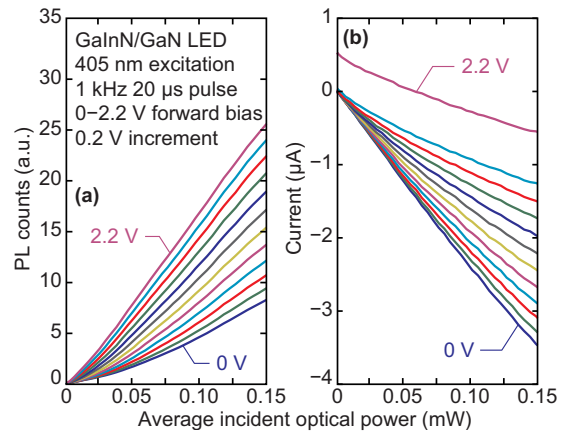 35
30
25
20
15
10
5
0
PL counts (a.u.)
GaInN/GaN LED
405 nm excitation
1 kHz 20 µs pulse
0−2.2 V forward bias
0.2 V increment
(a)
2.2 V
0 V
0
0.05
0.10
0.15
1
0
−1
−2
−3
−4
Current (µA)
(b)
2.2 V
0 V
0
0.05
0.10
0.15
Average incident optical power (mW)